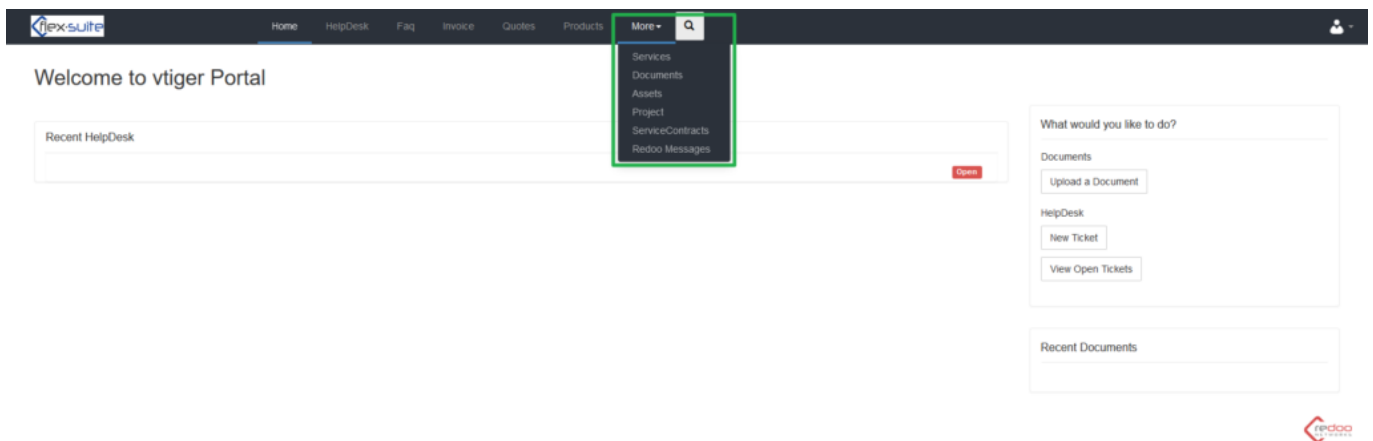 flex-suite Home HelpDesk Faq Invoice Quotes Products More
Services
Documents
Assets
Project
ServiceContracts
Redoo Messages
Welcome to vtiger Portal
Recent HelpDesk
Open
What would you like to do?
Documents
Upload a Document
HelpDesk
New Ticket
View Open Tickets
Recent Documents
redoo
NETWORKS